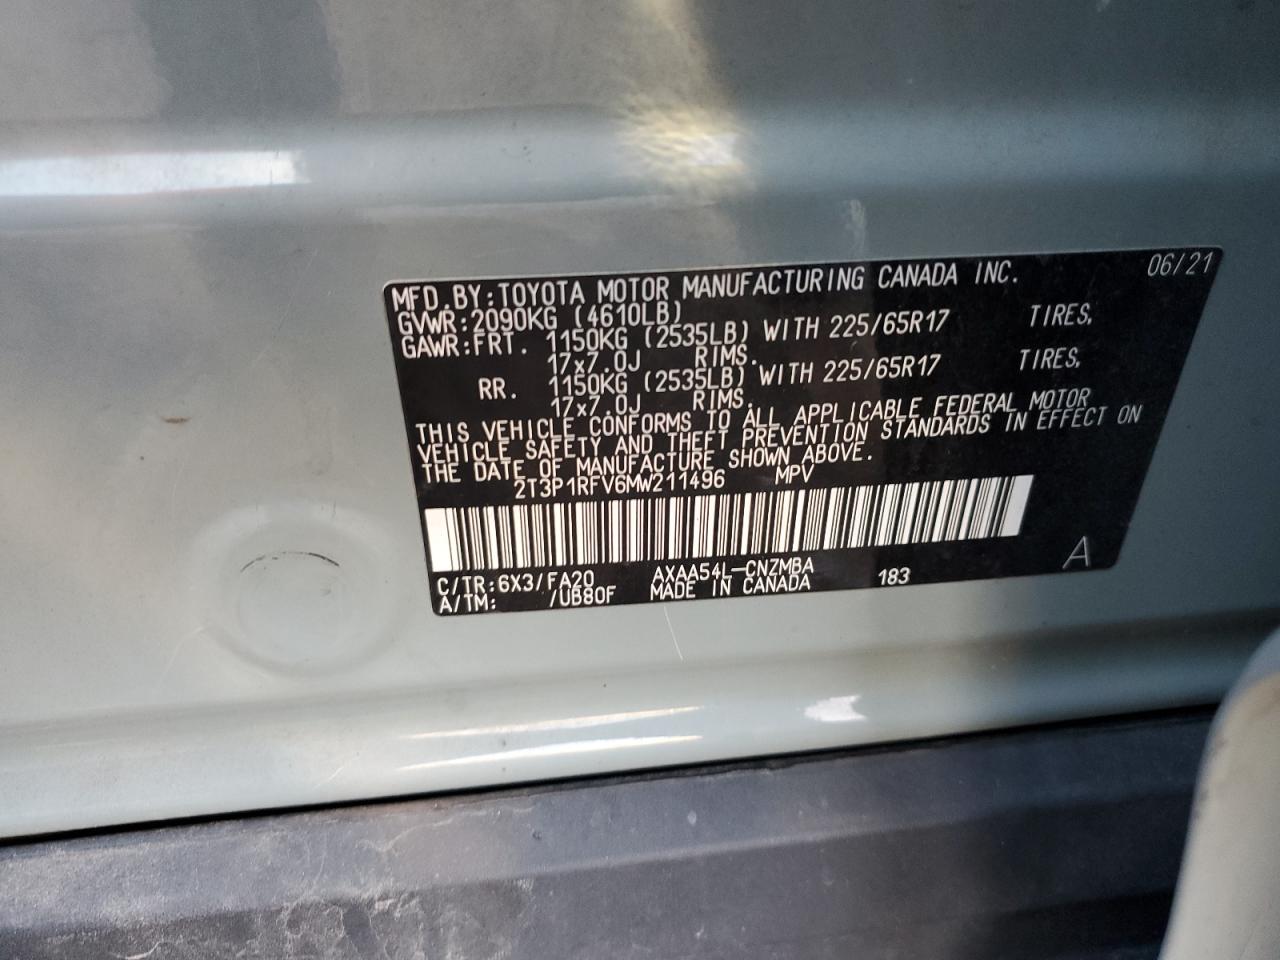 MFD.BY:TOYOTA MOTOR MANUFACTURING CANADA INC. 06/21
GVWR:2090KG (4610LB)
GAWR:FRT. 1150KG (2535LB) WITH 225/65R17 TIRES,
17x7.0J RIMS.
RR. 1150KG (2535LB) WITH 225/65R17 TIRES,
17x7.0J RIMS.
THIS VEHICLE CONFORMS TO ALL APPLICABLE FEDERAL MOTOR
VEHICLE SAFETY AND THEFT PREVENTION STANDARDS IN EFFECT ON
THE DATE OF MANUFACTURE SHOWN ABOVE.
2T3P1RFV6MW211496 MPV
C/TR:6X3/FA20 AXAA54L-CNZMBA 183 A
A/TM: /UB80F MADE IN CANADA